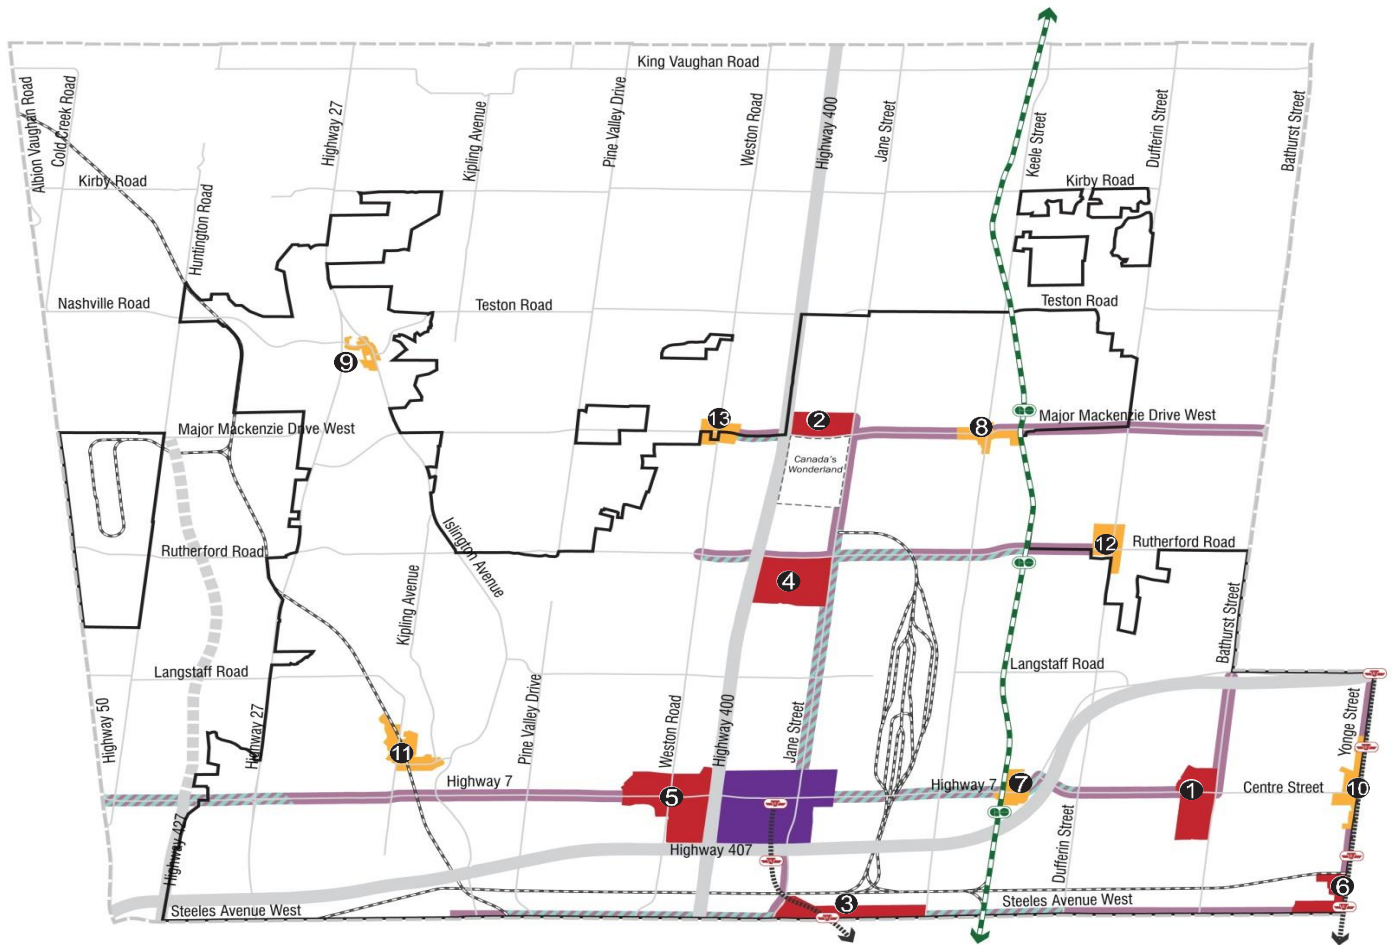 King Vaughan Road
Albion Vaughan Road
Cold Creek Road
Highway 27
Kipling Avenue
Pine Valley Drive
Weston Road
Highway 400
Jane Street
Keele Street
Dufferin Street
Bathurst Street
Kirby Road
Kirby Road
Huntington Road
Nashville Road
Teston Road
Teston Road
9
13
2
8
Major Mackenzie Drive West
Major Mackenzie Drive West
Canada's
Wonderland
Rutherford Road
Islington Avenue
12
Rutherford Road
4
Kipling Avenue
Bathurst Street
Langstaff Road
Langstaff Road
Highway 50
Highway 27
Pine Valley Drive
Weston Road
Highway 400
Jane Street
Yonge Street
11
Highway 7
5
Highway 7
7
1
Centre Street
10
Highway 427
Highway 407
Dufferin Street
6
Steeles Avenue West
3
Steeles Avenue West